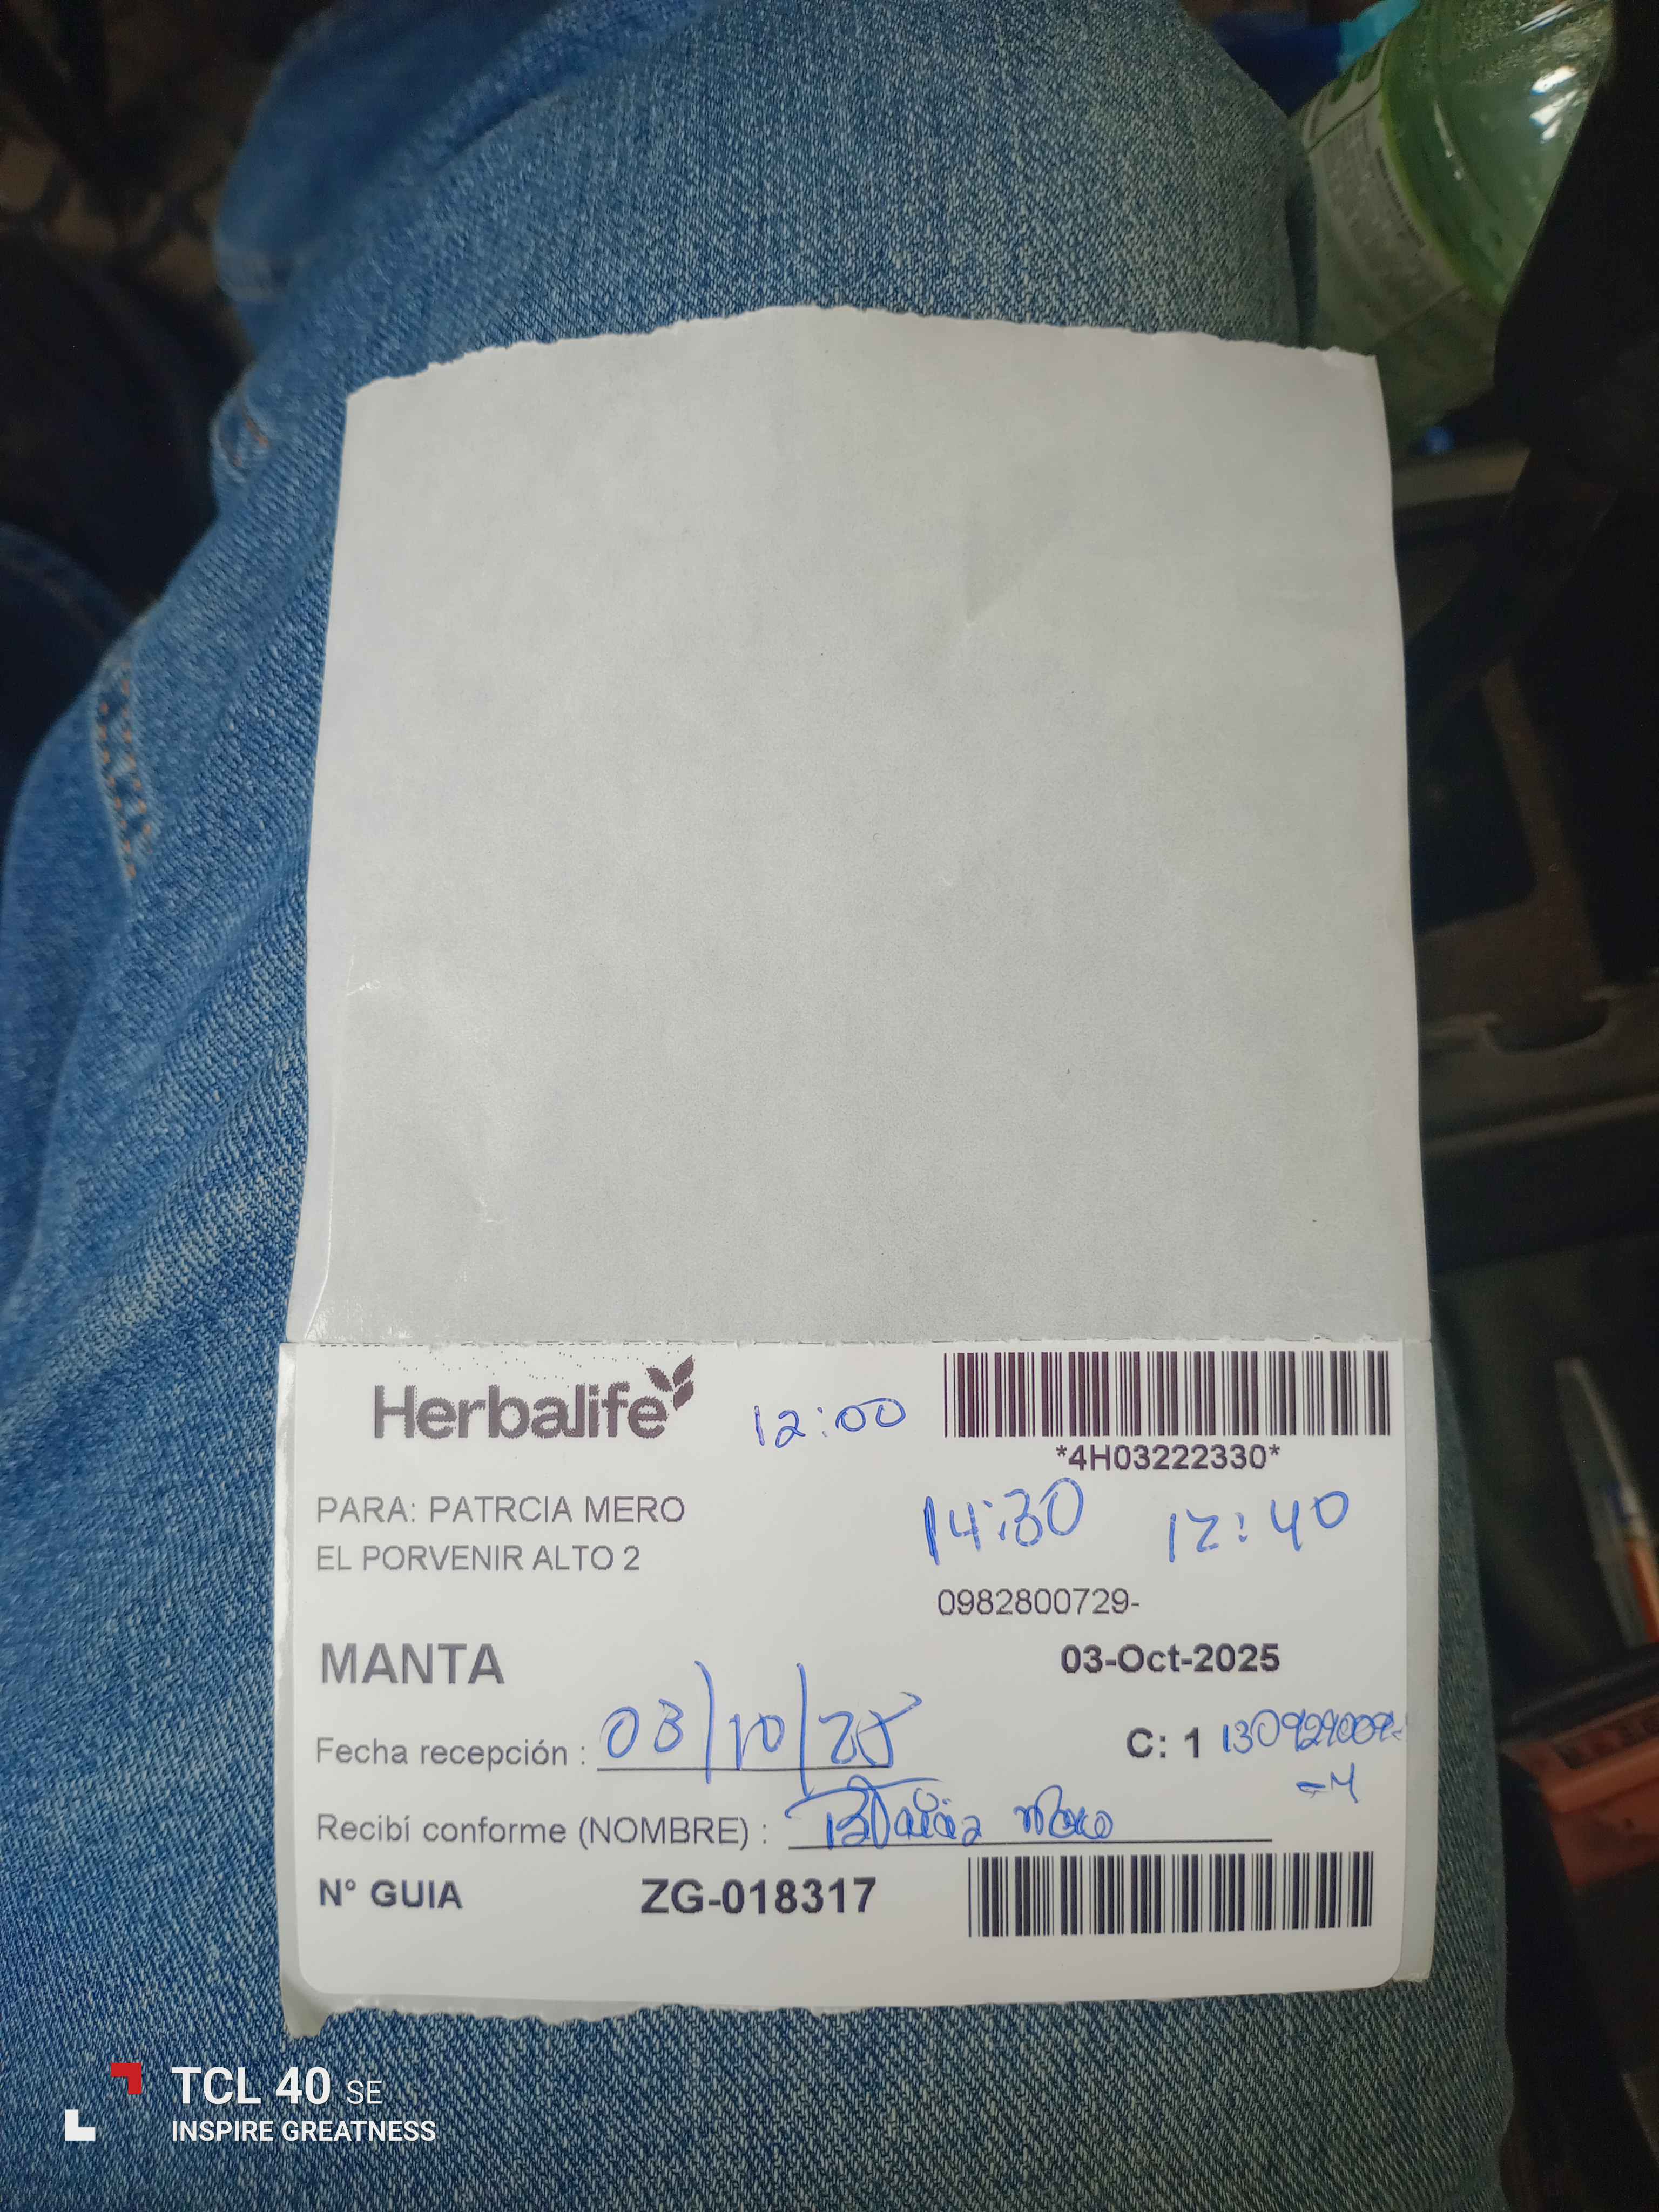 Herbalife 12:00
*4H03222330*
PARA: PATRCIA MERO
14:30 12:40
EL PORVENIR ALTO 2
0982800729-
MANTA 03-Oct-2025
Fecha recepción : 03/10/25
C: 1
Recibí conforme (NOMBRE) :
N° GUIA ZG-018317
TCL 40 SE
INSPIRE GREATNESS